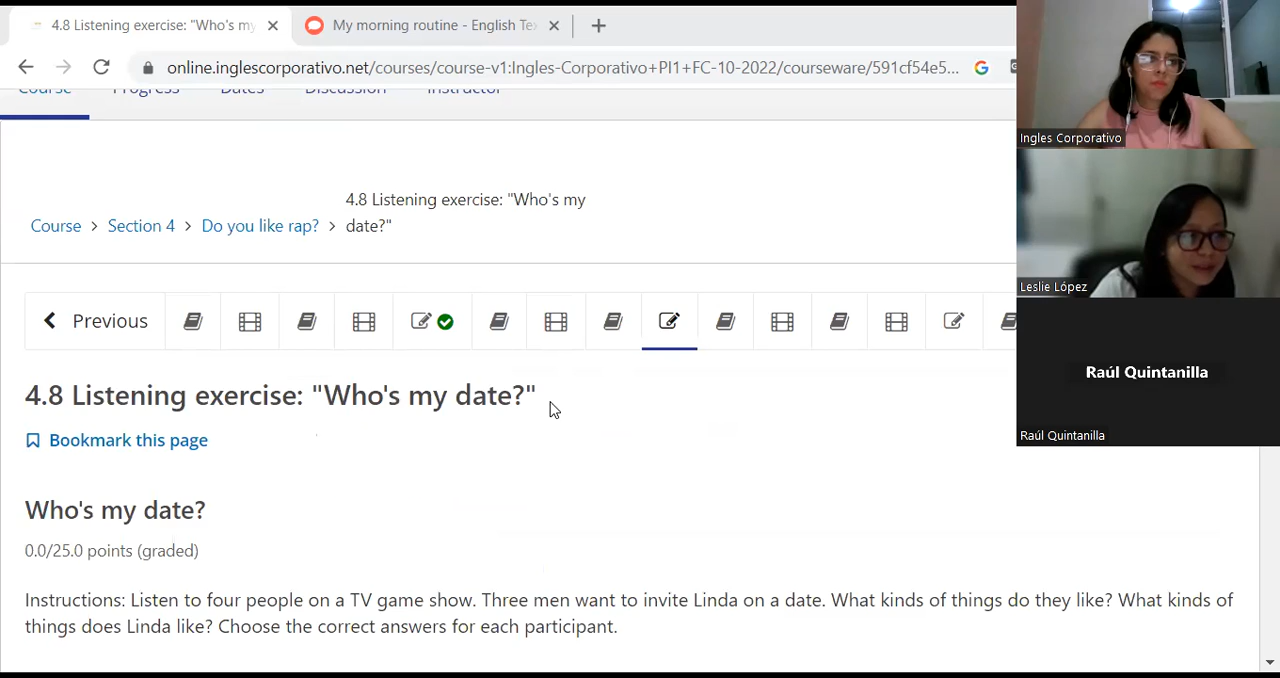 4.8 Listening exercise: "Who's my
My morning routine - English Te
online.inglescorporativo.net/courses/course-v1:Ingles-Corporativo+PI1+FC-10-2022/courseware/591cf54e5...
Course Progress Dates Discussion Instructor
4.8 Listening exercise: "Who's my
Course > Section 4 > Do you like rap? > date?"
Previous
4.8 Listening exercise: "Who's my date?"
Bookmark this page
Who's my date?
0.0/25.0 points (graded)
Instructions: Listen to four people on a TV game show. Three men want to invite Linda on a date. What kinds of things do they like? What kinds of
things does Linda like? Choose the correct answers for each participant.
Ingles Corporativo
Leslie López
Raúl Quintanilla
Raúl Quintanilla